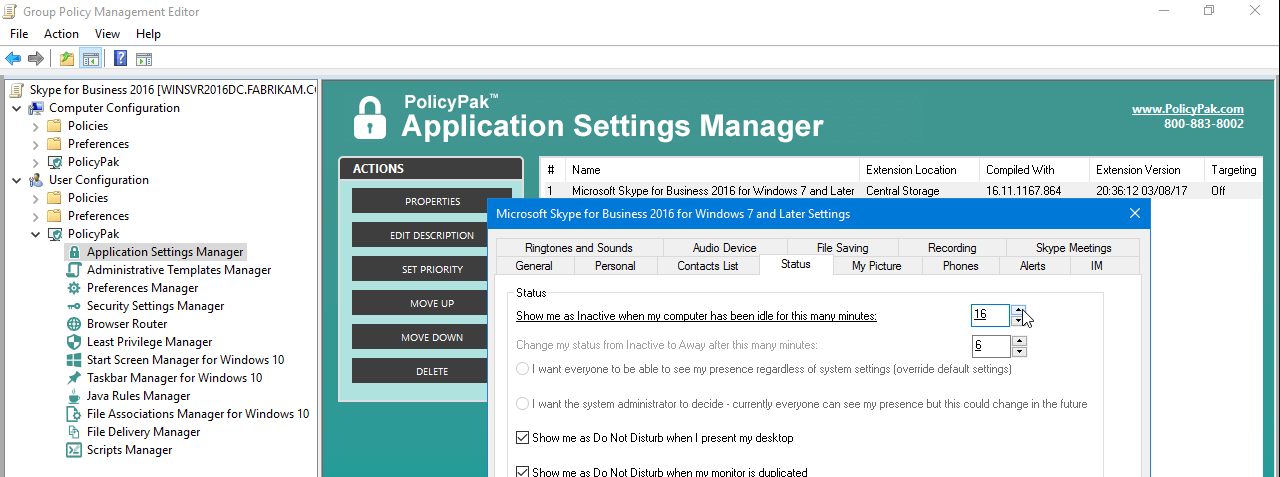 Group Policy Management Editor
File Action View Help
Skype for Business 2016 [WINSVR2016DC.FABRIKAM.C
Computer Configuration
Policies
Preferences
PolicyPak
User Configuration
Policies
Preferences
PolicyPak
Application Settings Manager
Administrative Templates Manager
Preferences Manager
Security Settings Manager
Browser Router
Least Privilege Manager
Start Screen Manager for Windows 10
Taskbar Manager for Windows 10
Java Rules Manager
File Associations Manager for Windows 10
File Delivery Manager
Scripts Manager
PolicyPak™
Application Settings Manager
www.PolicyPak.com
800-883-8002
ACTIONS
PROPERTIES
EDIT DESCRIPTION
SET PRIORITY
MOVE UP
MOVE DOWN
DELETE
# Name Extension Location Compiled With Extension Version Targeting
1 Microsoft Skype for Business 2016 for Windows 7 and Later Central Storage 16.11.1167.864 20:36:12 03/08/17 Off
Microsoft Skype for Business 2016 for Windows 7 and Later Settings
Ringtones and Sounds Audio Device File Saving Recording Skype Meetings
General Personal Contacts List Status My Picture Phones Alerts IM
Status
Show me as Inactive when my computer has been idle for this many minutes: 16
Change my status from Inactive to Away after this many minutes: 6
I want everyone to be able to see my presence regardless of system settings (override default settings)
I want the system administrator to decide - currently everyone can see my presence but this could change in the future
Show me as Do Not Disturb when I present my desktop
Show me as Do Not Disturb when my monitor is duplicated